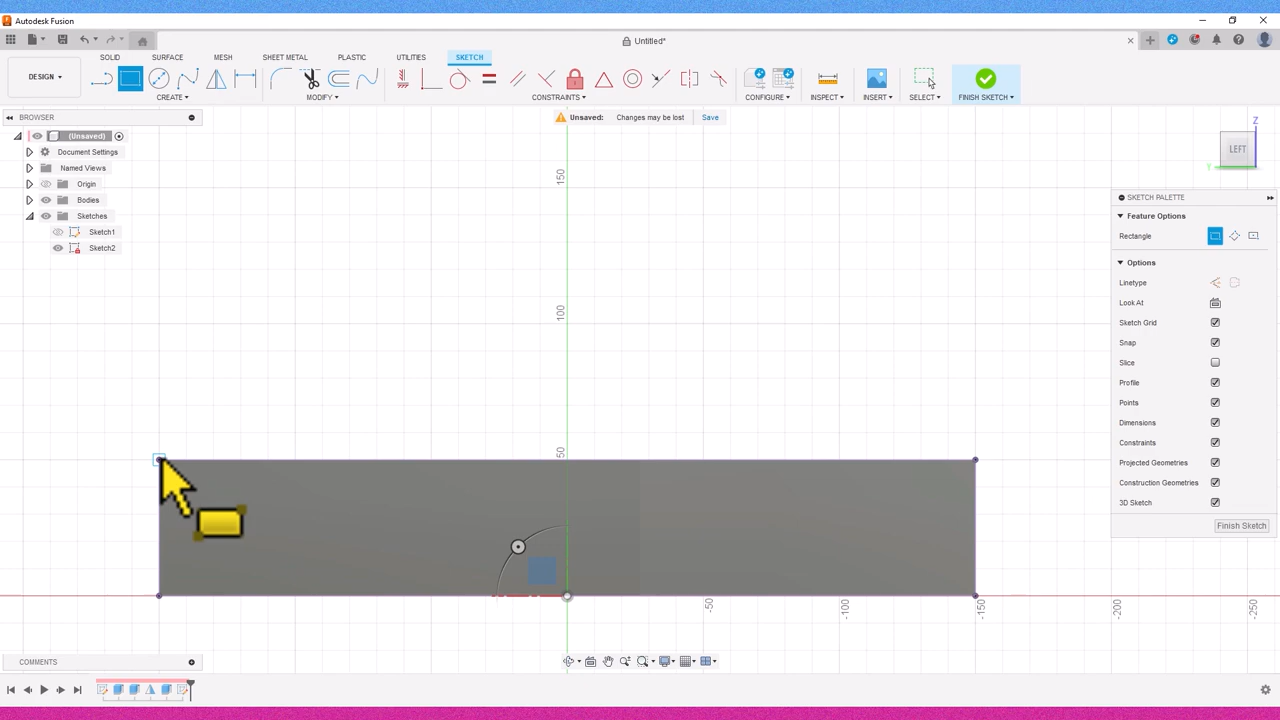 Autodesk Fusion
Untitled*
DESIGN
SOLID SURFACE MESH SHEET METAL PLASTIC UTILITIES SKETCH
CREATE MODIFY CONSTRAINTS CONFIGURE INSPECT INSERT SELECT FINISH SKETCH
BROWSER
Unsaved: Changes may be lost Save
(Unsaved)
Document Settings
Named Views
Origin
Bodies
Sketches
Sketch1
Sketch2
Z
LEFT
Y
SKETCH PALETTE
Feature Options
Rectangle
Options
Linetype
Look At
Sketch Grid
Snap
Slice
Profile
Points
Dimensions
Constraints
Projected Geometries
Construction Geometries
3D Sketch
Finish Sketch
150
100
50
-50
-100
-150
-200
-250
COMMENTS